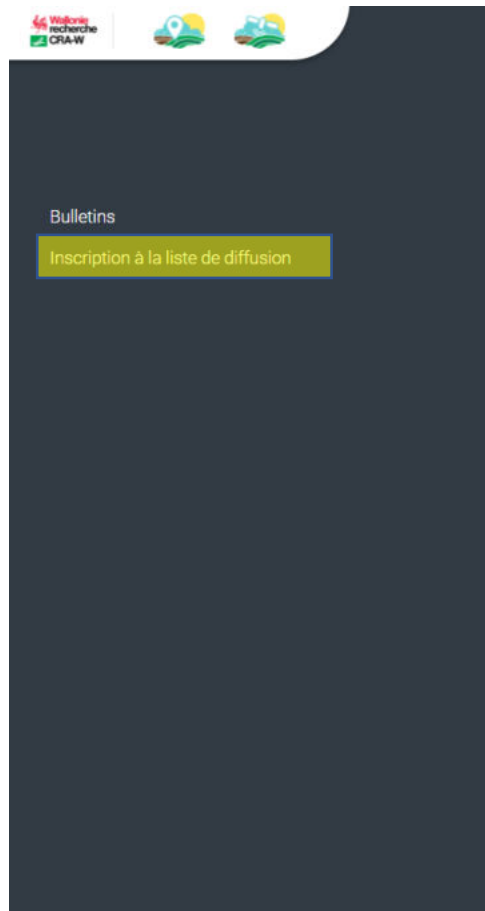 Wallonie
recherche
CRA-W
Bulletins
Inscription à la liste de diffusion